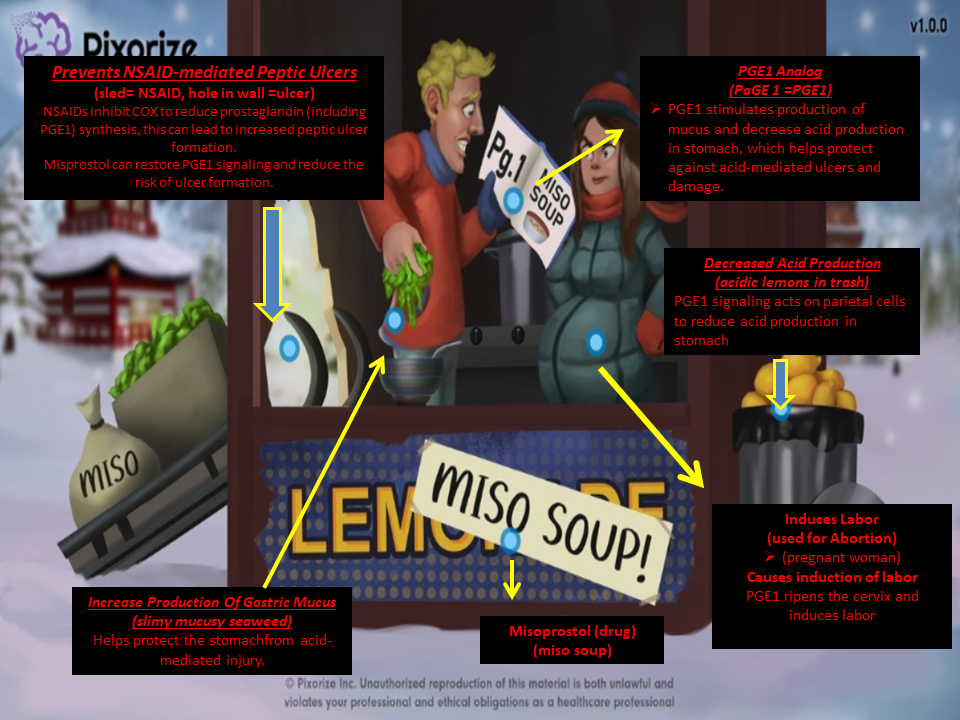 Pixorize
v1.0.0
Prevents NSAID-mediated Peptic Ulcers
(sled= NSAID, hole in wall =ulcer)
NSAIDs inhibit COX to reduce prostaglandin (including
PGE1) synthesis, this can lead to increased peptic ulcer
formation.
Misprostol can restore PGE1 signaling and reduce the
risk of ulcer formation.
PGE1 Analog
(PaGE 1 =PGE1)
➢ PGE1 stimulates production of
mucus and decrease acid production
in stomach, which helps protect
against acid-mediated ulcers and
damage.
Pg.1
MISO
SOUP
Decreased Acid Production
(acidic lemons in trash)
PGE1 signaling acts on parietal cells
to reduce acid production in
stomach
MISO
MISO SOUP!
Induces Labor
(used for Abortion)
➢ (pregnant woman)
Causes induction of labor
PGE1 ripens the cervix and
induces labor
Increase Production Of Gastric Mucus
(slimy mucusy seaweed)
Helps protect the stomachfrom acid-
mediated injury.
Misoprostol (drug)
(miso soup)
© Pixorize Inc. Unauthorized reproduction of this material is both unlawful and
violates your professional and ethical obligations as a healthcare professional